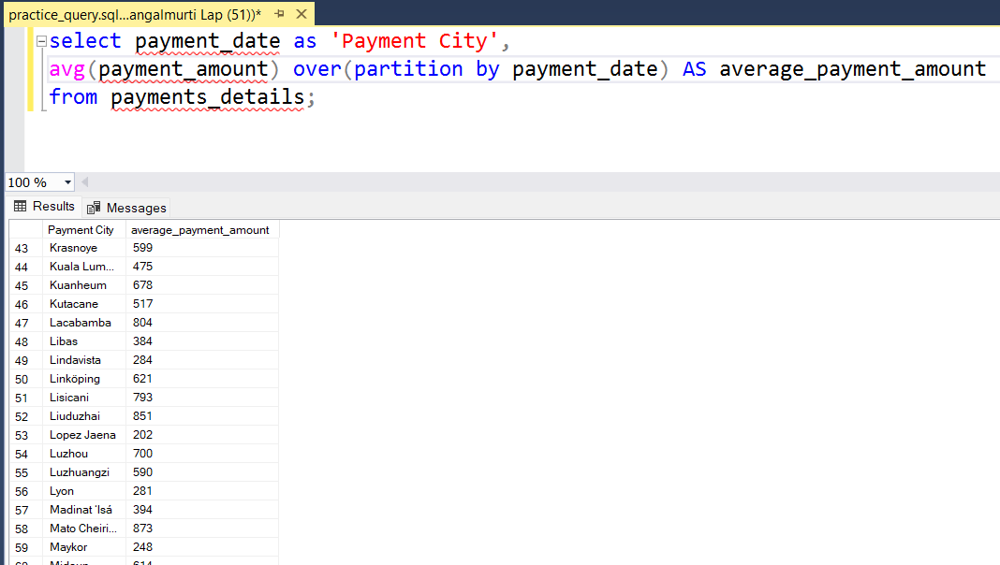 practice_query.sql...angalmurti Lap (51))*
select payment_date as 'Payment City',
avg(payment_amount) over(partition by payment_date) AS average_payment_amount
from payments_details;
100 %
Results Messages
Payment City average_payment_amount
43 Krasnoye 599
44 Kuala Lum... 475
45 Kuanheum 678
46 Kutacane 517
47 Lacabamba 804
48 Libas 384
49 Lindavista 284
50 Linköping 621
51 Lisicani 793
52 Liuduzhai 851
53 Lopez Jaena 202
54 Luzhou 700
55 Luzhuangzi 590
56 Lyon 281
57 Madinat ‘Isá 394
58 Mato Cheiri... 873
59 Maykor 248